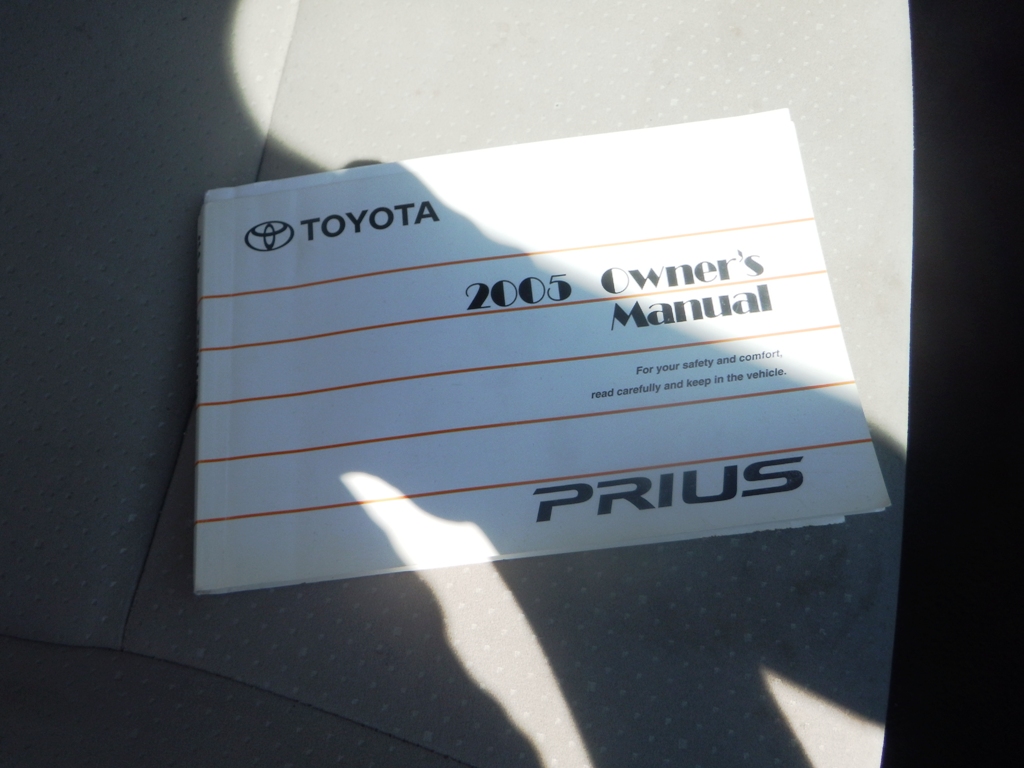 TOYOTA
2005 Owner's
Manual
For your safety and comfort,
read carefully and keep in the vehicle.
PRIUS